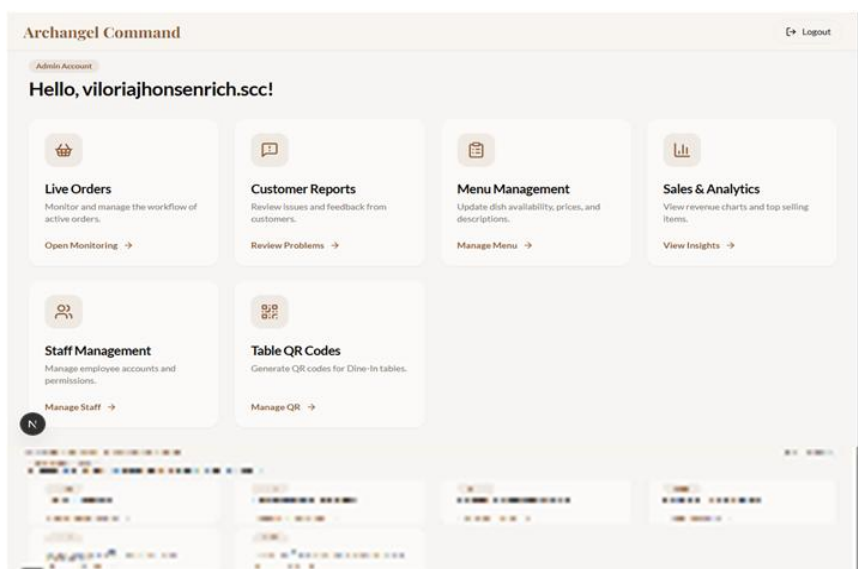 Archangel Command
Logout
Admin Account
Hello, viloriajhonsenrich.scc!
Live Orders
Monitor and manage the workflow of
active orders.
Open Monitoring →
Customer Reports
Review issues and feedback from
customers.
Review Problems →
Menu Management
Update dish availability, prices, and
descriptions.
Manage Menu →
Sales & Analytics
View revenue charts and top selling
items.
View Insights →
Staff Management
Manage employee accounts and
permissions.
Manage Staff →
Table QR Codes
Generate QR codes for Dine-In tables.
Manage QR →
N